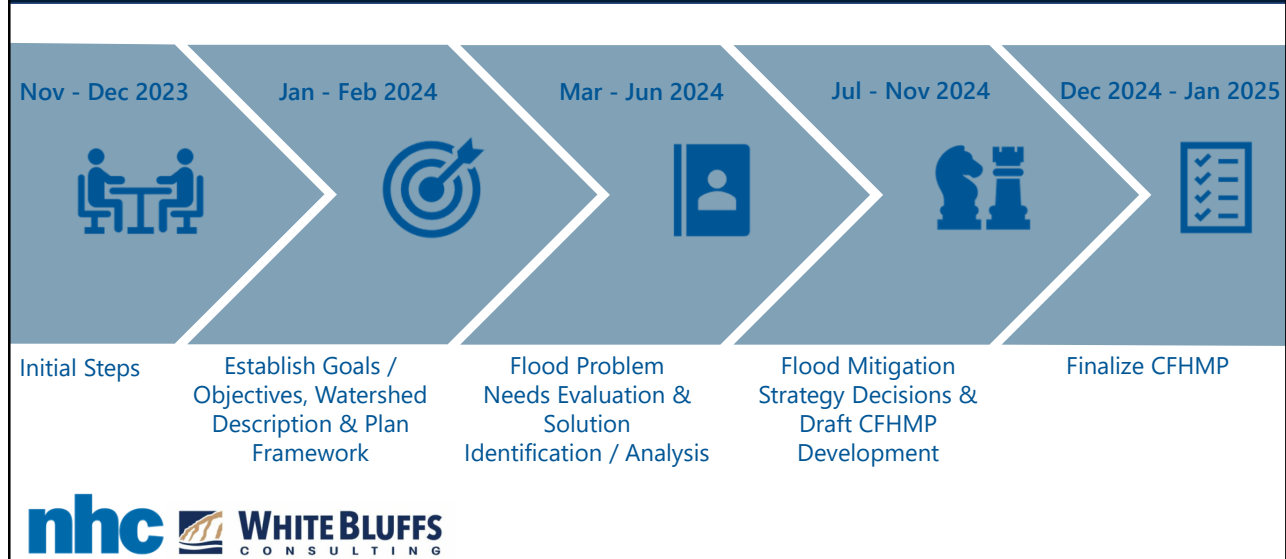 Nov - Dec 2023
Jan - Feb 2024
Mar - Jun 2024
Jul - Nov 2024
Dec 2024 - Jan 2025
Initial Steps
Establish Goals /
Objectives, Watershed
Description & Plan
Framework
Flood Problem
Needs Evaluation &
Solution
Identification / Analysis
Flood Mitigation
Strategy Decisions &
Draft CFHMP
Development
Finalize CFHMP
nhc
WHITE BLUFFS
CONSULTING